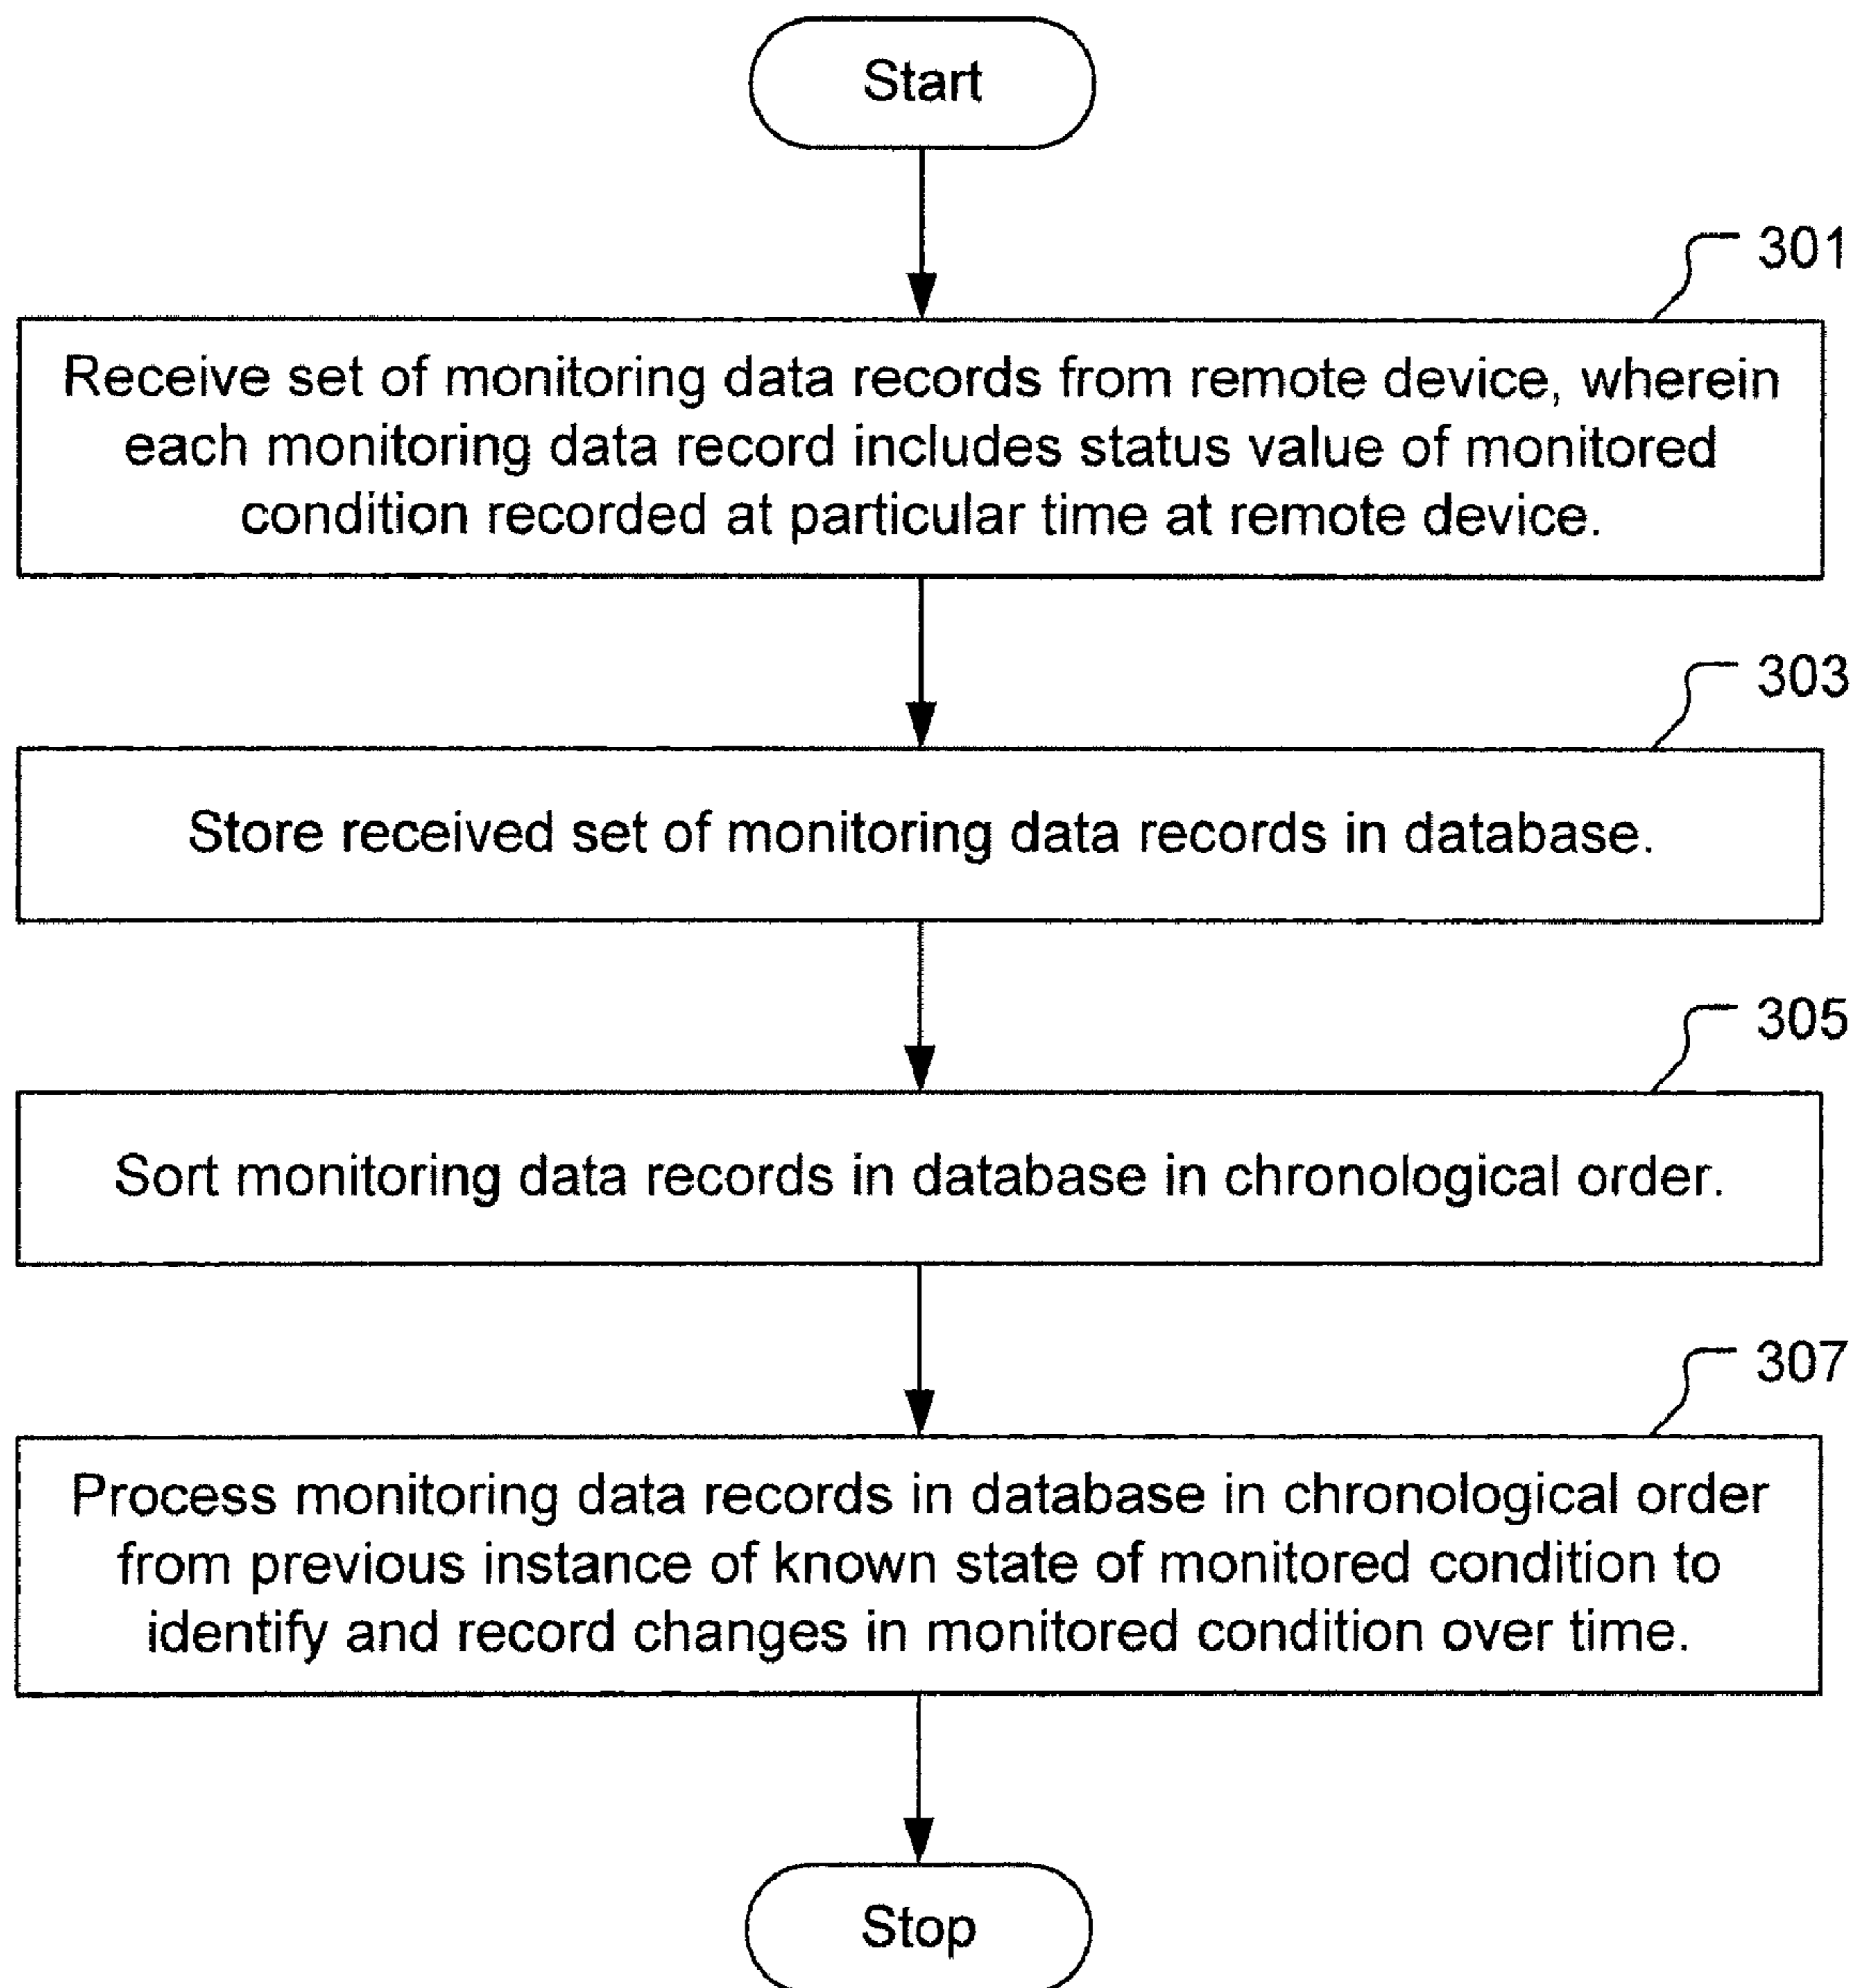 Start
301
Receive set of monitoring data records from remote device, wherein
each monitoring data record includes status value of monitored
condition recorded at particular time at remote device.
303
Store received set of monitoring data records in database.
305
Sort monitoring data records in database in chronological order.
307
Process monitoring data records in database in chronological order
from previous instance of known state of monitored condition to
identify and record changes in monitored condition over time.
Stop